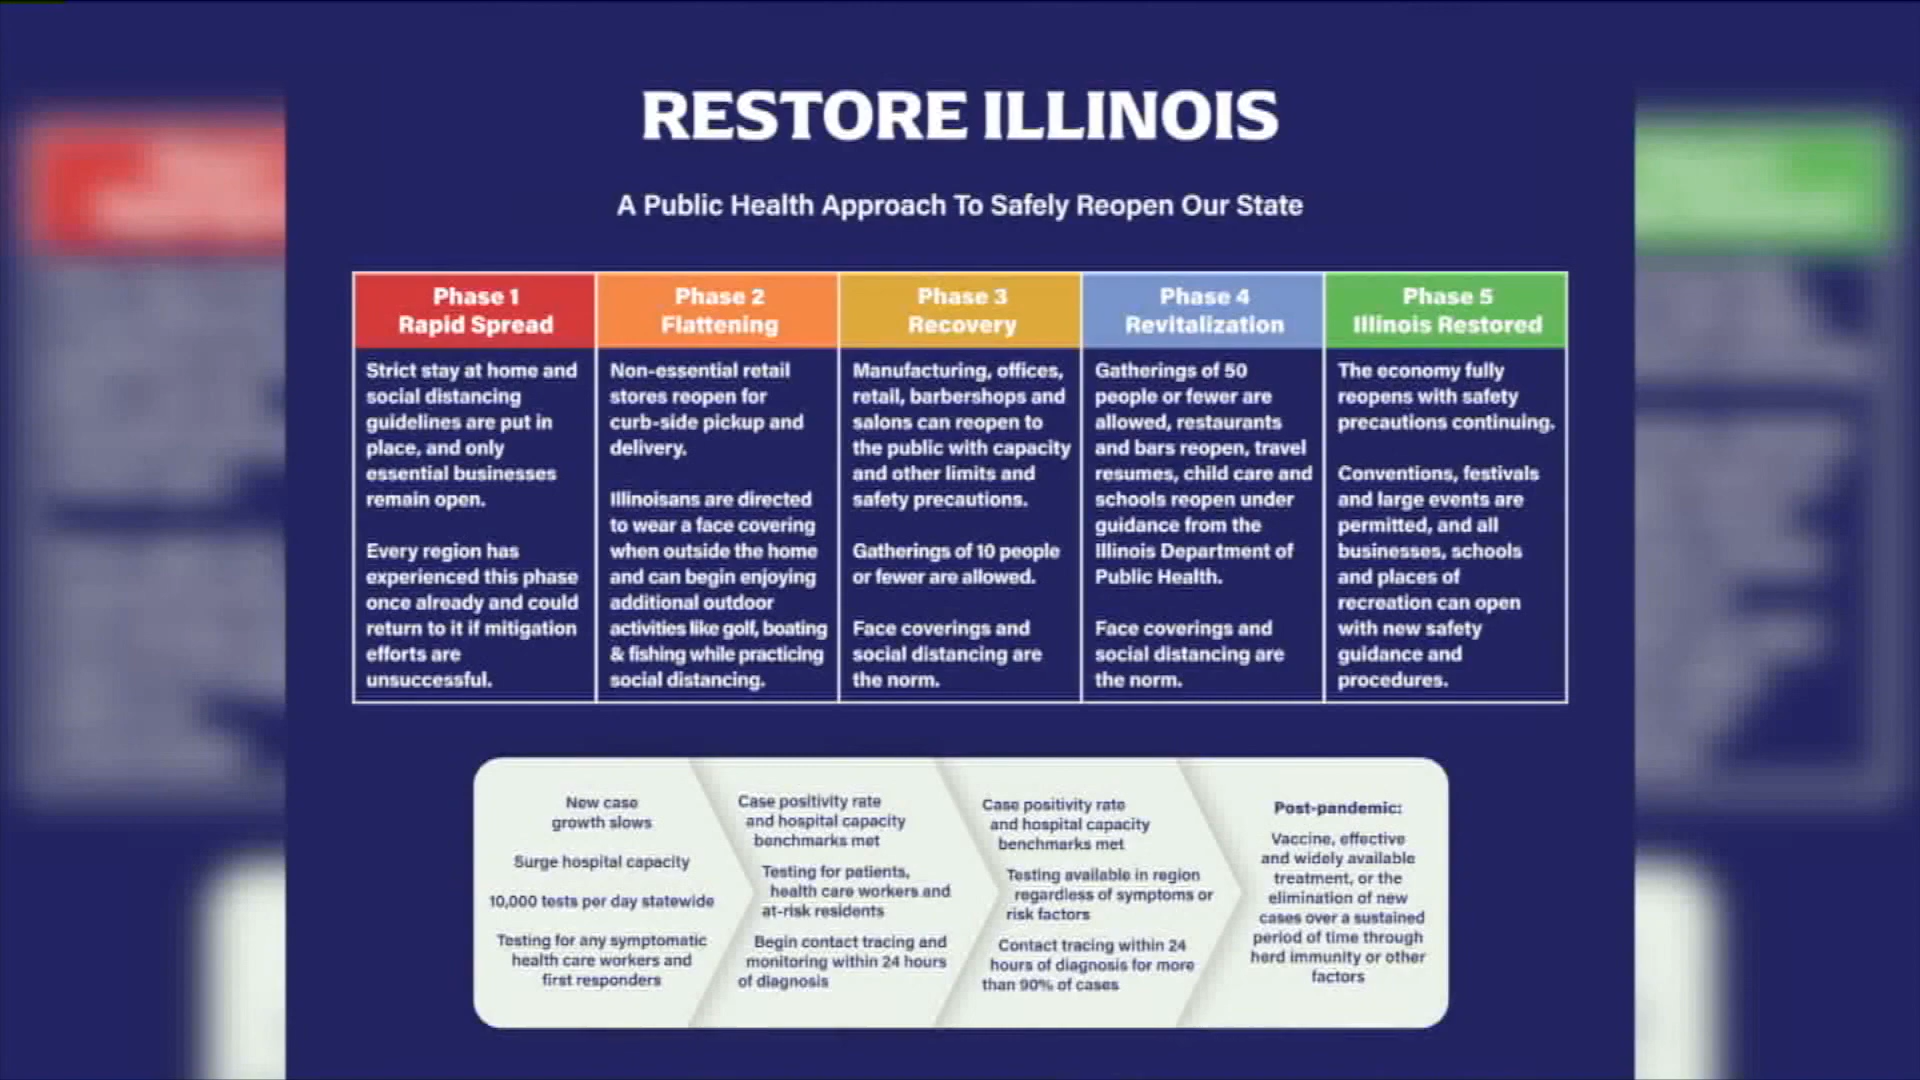 RESTORE ILLINOIS
A Public Health Approach To Safely Reopen Our State
Phase 1
Rapid Spread
Strict stay at home and
social distancing
guidelines are put in
place, and only
essential businesses
remain open.
Every region has
experienced this phase
once already and could
return to it if mitigation
efforts are
unsuccessful.
Phase 2
Flattening
Non-essential retail
stores reopen for
curb-side pickup and
delivery.
Illinoisans are directed
to wear a face covering
when outside the home
and can begin enjoying
additional outdoor
activities like golf, boating
& fishing while practicing
social distancing.
Phase 3
Recovery
Manufacturing, offices,
retail, barbershops and
salons can reopen to
the public with capacity
and other limits and
safety precautions.
Gatherings of 10 people
or fewer are allowed.
Face coverings and
social distancing are
the norm.
Phase 4
Revitalization
Gatherings of 50
people or fewer are
allowed, restaurants
and bars reopen, travel
resumes, child care and
schools reopen under
guidance from the
Illinois Department of
Public Health.
Face coverings and
social distancing are
the norm.
Phase 5
Illinois Restored
The economy fully
reopens with safety
precautions continuing.
Conventions, festivals
and large events are
permitted, and all
businesses, schools
and places of
recreation can open
with new safety
guidance and
procedures.
New case
growth slows
Surge hospital capacity
10,000 tests per day statewide
Testing for any symptomatic
health care workers and
first responders
Case positivity rate
and hospital capacity
benchmarks met
Testing for patients,
health care workers and
at-risk residents
Begin contact tracing and
monitoring within 24 hours
of diagnosis
Case positivity rate
and hospital capacity
benchmarks met
Testing available in region
regardless of symptoms or
risk factors
Contact tracing within 24
hours of diagnosis for more
than 90% of cases
Post-pandemic:
Vaccine, effective
and widely available
treatment, or the
elimination of new
cases over a sustained
period of time through
herd immunity or other
factors